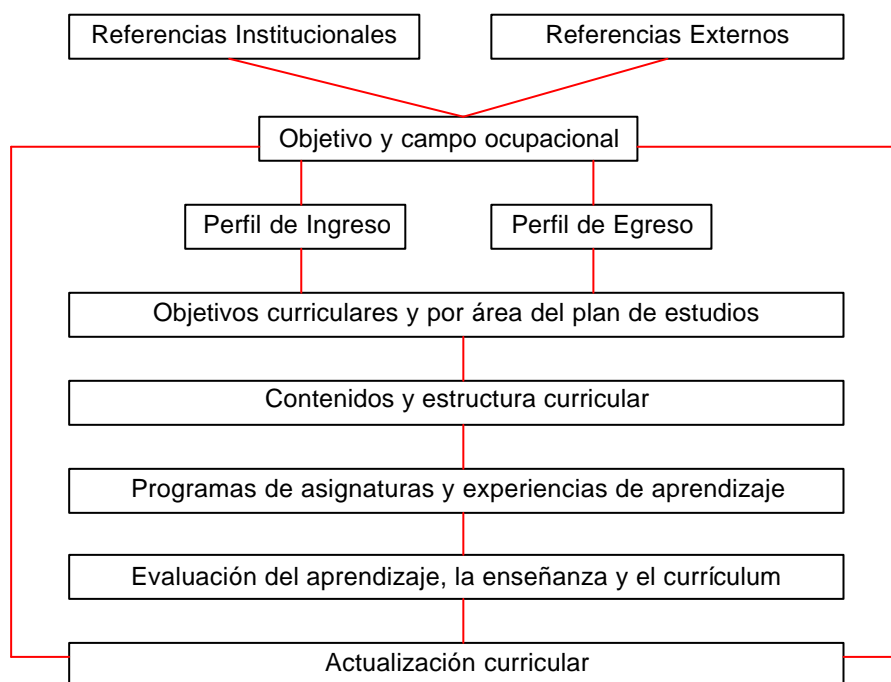 Referencias Institucionales
Referencias Externos
Objetivo y campo ocupacional
Perfil de Ingreso
Perfil de Egreso
Objetivos curriculares y por área del plan de estudios
Contenidos y estructura curricular
Programas de asignaturas y experiencias de aprendizaje
Evaluación del aprendizaje, la enseñanza y el currículum
Actualización curricular